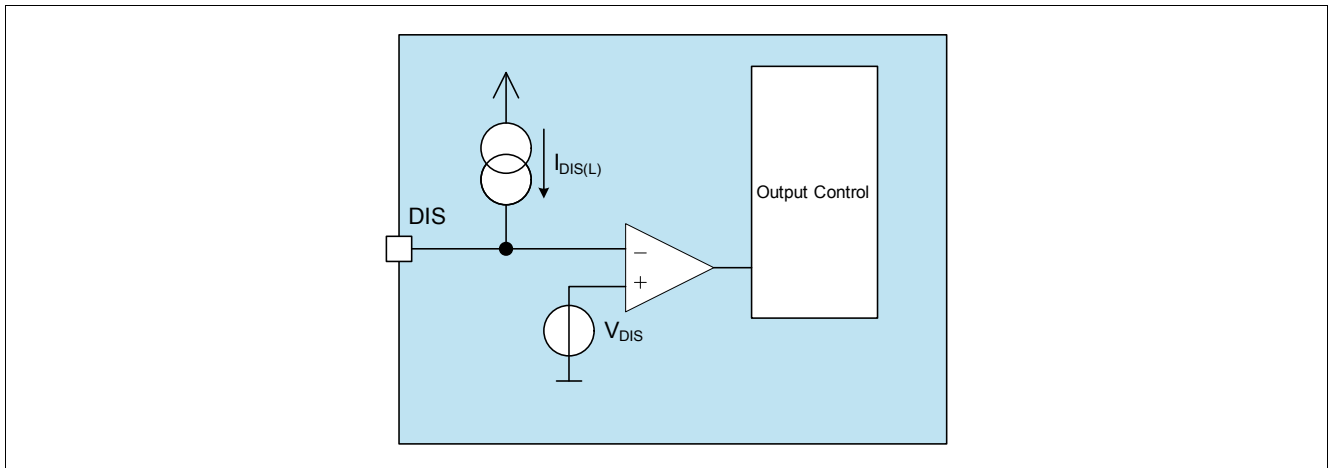 I_DIS(L)
DIS
Output Control
−
+
V_DIS